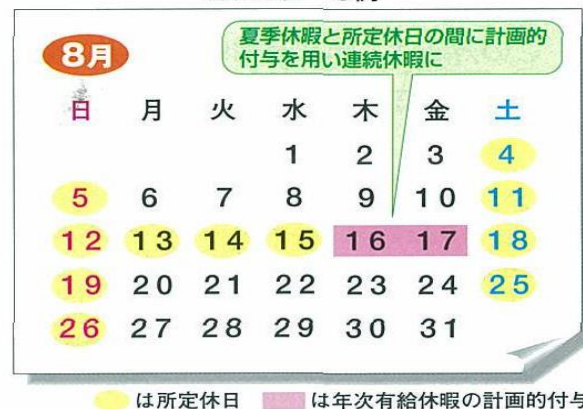 夏季休暇と所定休日の間に計画的
付与を用い連続休暇に
8月
日 月 火 水 木 金 土
1 2 3 4
5 6 7 8 9 10 11
12 13 14 15 16 17 18
19 20 21 22 23 24 25
26 27 28 29 30 31
は所定休日 は年次有給休暇の計画的付与